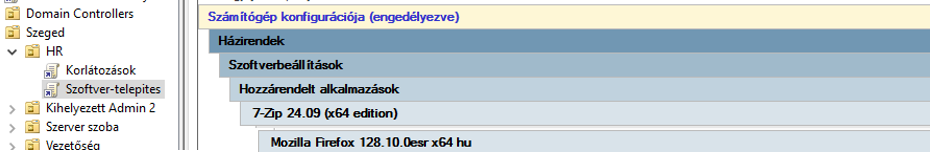 Domain Controllers
Szeged
HR
Korlátozások
Szoftver-telepites
Kihelyezett Admin 2
Szerver szoba
Vezetőség
Számítógép konfigurációja (engedélyezve)
Házirendek
Szoftverbeállítások
Hozzárendelt alkalmazások
7-Zip 24.09 (x64 edition)
Mozilla Firefox 128.10.0esr x64 hu